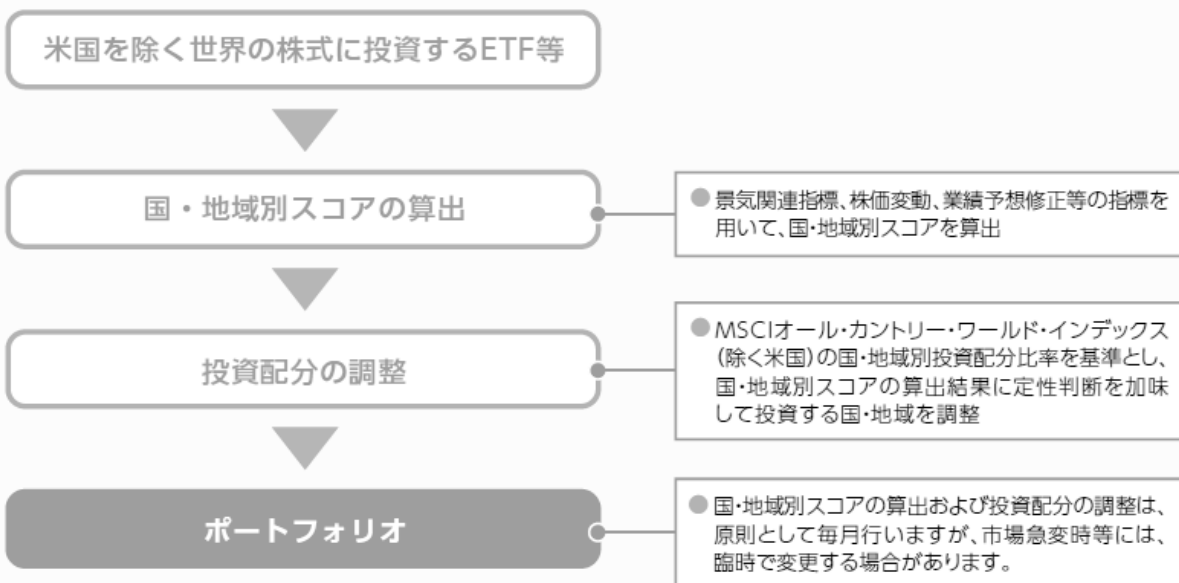 米国を除く世界の株式に投資するETF等
国・地域別スコアの算出
●景気関連指標、株価変動、業績予想修正等の指標を
用いて、国・地域別スコアを算出
投資配分の調整
●MSCIオール・カントリー・ワールド・インデックス
(除く米国)の国・地域別投資配分比率を基準とし、
国・地域別スコアの算出結果に定性判断を加味
して投資する国・地域を調整
ポートフォリオ
●国・地域別スコアの算出および投資配分の調整は、
原則として毎月行いますが、市場急変時等には、
臨時で変更する場合があります。